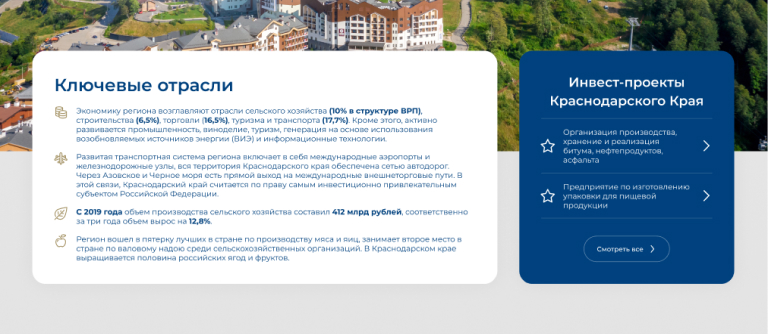 Ключевые отрасли
Экономику региона возглавляют отрасли сельского хозяйства (10% в структуре ВРП),
строительства (6,5%), торговли (16,5%), туризма и транспорта (17,7%). Кроме этого, активно
развивается промышленность, виноделие, туризм, генерация на основе использования
возобновляемых источников энергии (ВИЭ) и информационные технологии.
Развитая транспортная система региона включает в себя международные аэропорты и
железнодорожные узлы, вся территория Краснодарского края обеспечена сетью автодорог.
Через Азовское и Черное моря есть прямой выход на международные внешнеторговые пути. В
этой связи, Краснодарский край считается по праву самым инвестиционно привлекательным
субъектом Российской Федерации.
С 2019 года объем производства сельского хозяйства составил 412 млрд рублей, соответственно
за три года объем вырос на 12,8%.
Регион вошел в пятерку лучших в стране по производству мяса и яиц, занимает второе место в
стране по валовому надою среди сельскохозяйственных организаций. В Краснодарском крае
выращивается половина российских ягод и фруктов.
Инвест-проекты
Краснодарского Края
Организация производства,
хранение и реализация
битума, нефтепродуктов,
асфальта
Предприятие по изготовлению
упаковки для пищевой
продукции
Смотреть все